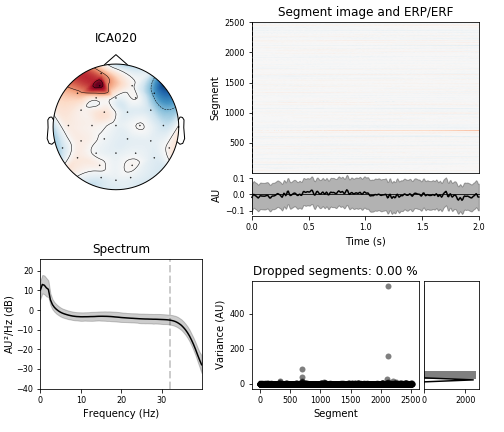 ICA020
Segment image and ERP/ERF
2500
2000
1500
1000
500
Segment
0.1
0.0
−0.1
AU
0.0 0.5 1.0 1.5 2.0
Time (s)
Spectrum
20
10
0
−10
−20
−30
−40
AU²/Hz (dB)
0 10 20 30
Frequency (Hz)
Dropped segments: 0.00 %
400
200
0
Variance (AU)
0 500 1000 1500 2000 2500
Segment
0 2000